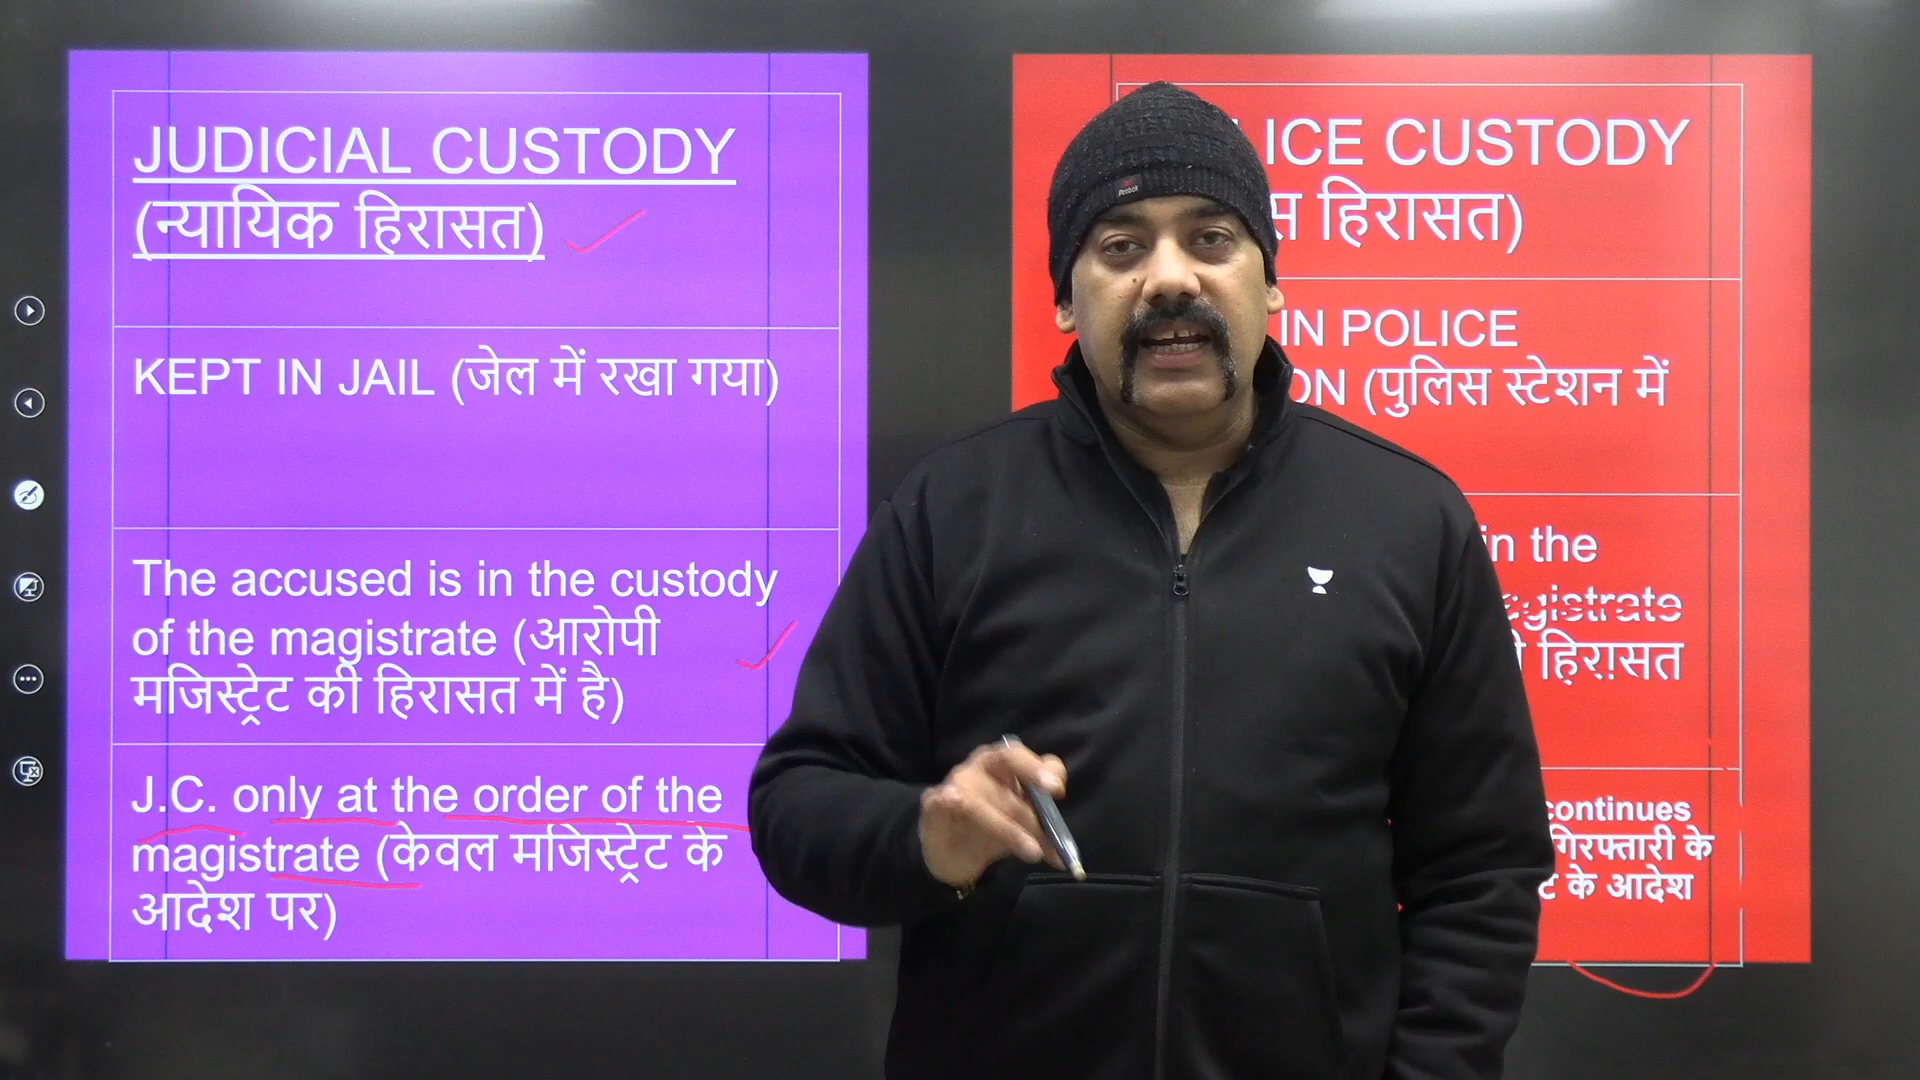 JUDICIAL CUSTODY
(न्यायिक हिरासत)
KEPT IN JAIL (जेल में रखा गया)
The accused is in the custody
of the magistrate (आरोपी
मजिस्ट्रेट की हिरासत में है)
J.C. only at the order of the
magistrate (केवल मजिस्ट्रेट के
आदेश पर)
CUSTODY
हिरासत)
IN POLICE
(पुलिस स्टेशन में
in the
हिरासत
continues
गिरफ्तारी के
के आदेश
Reebok